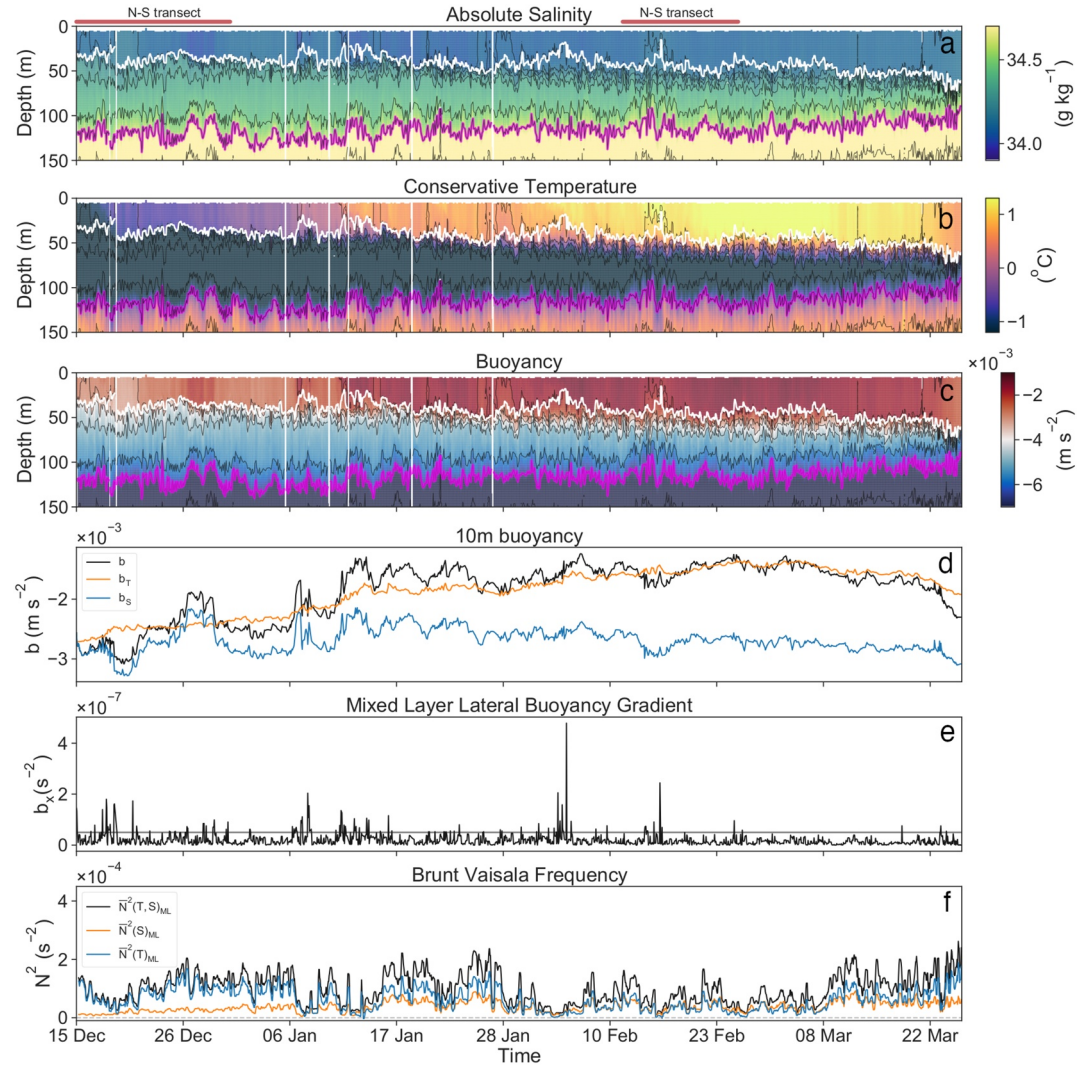 N-S transect
Absolute Salinity
N-S transect
a
0
50
100
150
Depth (m)
34.5
34.0
(g kg⁻¹)
Conservative Temperature
b
0
50
100
150
Depth (m)
1
0
−1
(°C)
Buoyancy
c
0
50
100
150
Depth (m)
×10⁻³
−2
−4
−6
(m s⁻²)
×10⁻³
10m buoyancy
d
b
b_T
b_S
−2
−3
b (m s⁻²)
×10⁻⁷
Mixed Layer Lateral Buoyancy Gradient
e
4
2
0
b_x(s⁻²)
×10⁻⁴
Brunt Vaisala Frequency
f
N̅²(T, S)_ML
N̅²(S)_ML
N̅²(T)_ML
4
2
0
N² (s⁻²)
15 Dec 26 Dec 06 Jan 17 Jan 28 Jan 10 Feb 23 Feb 08 Mar 22 Mar
Time